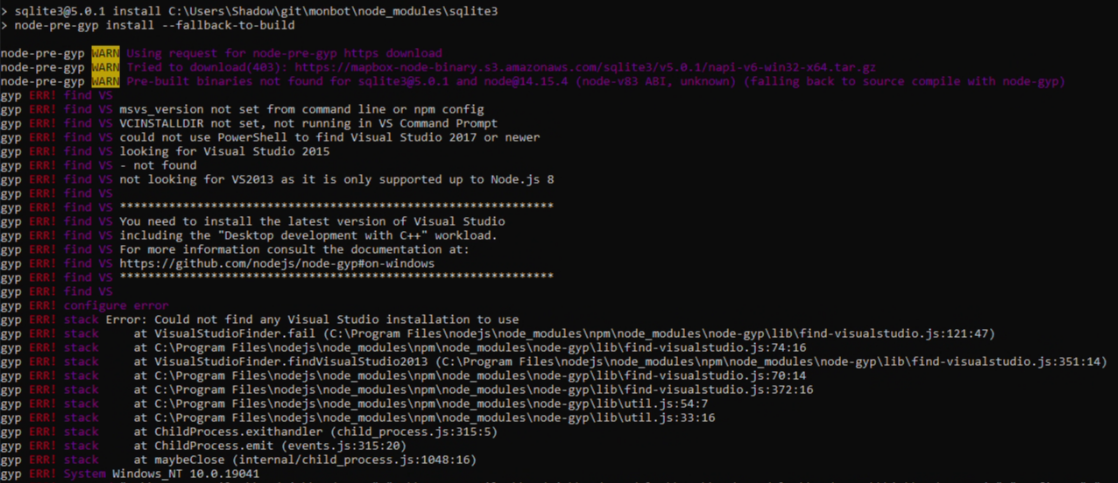 > sqlite3@5.0.1 install C:\Users\Shadow\git\monbot\node_modules\sqlite3
> node-pre-gyp install --fallback-to-build
node-pre-gyp WARN Using request for node-pre-gyp https download
node-pre-gyp WARN Tried to download(403): https://mapbox-node-binary.s3.amazonaws.com/sqlite3/v5.0.1/napi-v6-win32-x64.tar.gz
node-pre-gyp WARN Pre-built binaries not found for sqlite3@5.0.1 and node@14.15.4 (node-v83 ABI, unknown) (falling back to source compile with node-gyp)
gyp ERR! find VS
gyp ERR! find VS msvs_version not set from command line or npm config
gyp ERR! find VS VCINSTALLDIR not set, not running in VS Command Prompt
gyp ERR! find VS could not use PowerShell to find Visual Studio 2017 or newer
gyp ERR! find VS looking for Visual Studio 2015
gyp ERR! find VS - not found
gyp ERR! find VS not looking for VS2013 as it is only supported up to Node.js 8
gyp ERR! find VS
gyp ERR! find VS **************************************************************
gyp ERR! find VS You need to install the latest version of Visual Studio
gyp ERR! find VS including the "Desktop development with C++" workload.
gyp ERR! find VS For more information consult the documentation at:
gyp ERR! find VS https://github.com/nodejs/node-gyp#on-windows
gyp ERR! find VS **************************************************************
gyp ERR! find VS
gyp ERR! configure error
gyp ERR! stack Error: Could not find any Visual Studio installation to use
gyp ERR! stack     at VisualStudioFinder.fail (C:\Program Files\nodejs\node_modules\npm\node_modules\node-gyp\lib\find-visualstudio.js:121:47)
gyp ERR! stack     at C:\Program Files\nodejs\node_modules\npm\node_modules\node-gyp\lib\find-visualstudio.js:74:16
gyp ERR! stack     at VisualStudioFinder.findVisualStudio2013 (C:\Program Files\nodejs\node_modules\npm\node_modules\node-gyp\lib\find-visualstudio.js:351:14)
gyp ERR! stack     at C:\Program Files\nodejs\node_modules\npm\node_modules\node-gyp\lib\find-visualstudio.js:70:14
gyp ERR! stack     at C:\Program Files\nodejs\node_modules\npm\node_modules\node-gyp\lib\find-visualstudio.js:372:16
gyp ERR! stack     at C:\Program Files\nodejs\node_modules\npm\node_modules\node-gyp\lib\util.js:54:7
gyp ERR! stack     at C:\Program Files\nodejs\node_modules\npm\node_modules\node-gyp\lib\util.js:33:16
gyp ERR! stack     at ChildProcess.exithandler (child_process.js:315:5)
gyp ERR! stack     at ChildProcess.emit (events.js:315:20)
gyp ERR! stack     at maybeClose (internal/child_process.js:1048:16)
gyp ERR! System Windows_NT 10.0.19041